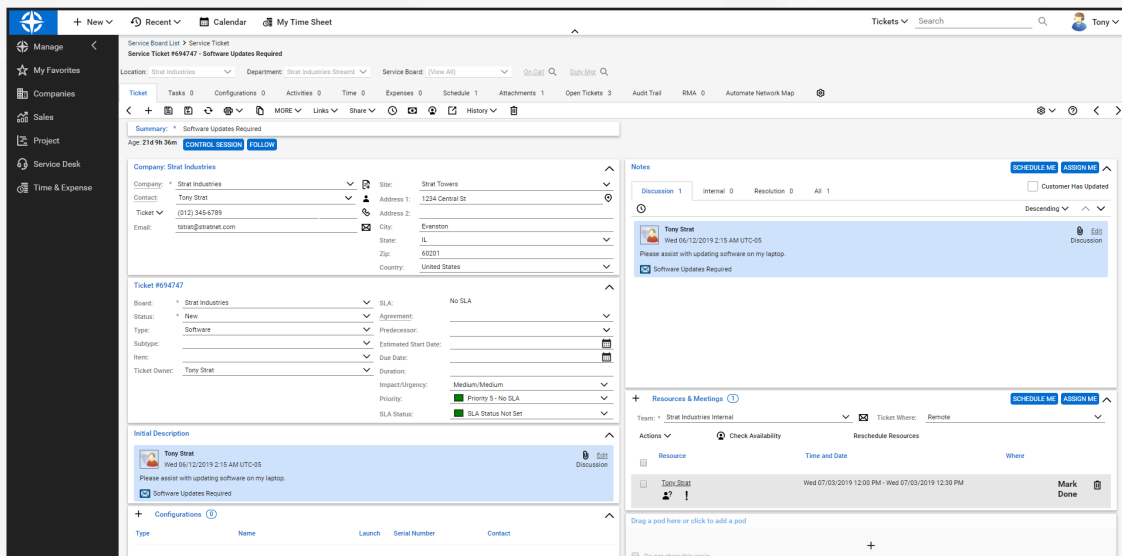 + New Recent Calendar My Time Sheet Tickets Search Tony
Manage
My Favorites
Companies
Sales
Project
Service Desk
Time & Expense
Service Board List > Service Ticket
Service Ticket #694747 - Software Updates Required
Location: Strat Industries Department: Strat Industries Streaml Service Board: (View All) On Call Duty Mgr
Ticket Tasks 0 Configurations 0 Activities 0 Time 0 Expenses 0 Schedule 1 Attachments 1 Open Tickets 3 Audit Trail RMA 0 Automate Network Map
MORE Links Share History
Summary: * Software Updates Required
Age: 21d 9h 36m CONTROL SESSION FOLLOW
Company: Strat Industries
Company: * Strat Industries
Contact: Tony Strat
Ticket (012) 345-6789
Email: tstrat@stratnet.com
Site: Strat Towers
Address 1: 1234 Central St
Address 2:
City: Evanston
State: IL
Zip: 60201
Country: United States
Ticket #694747
Board: * Strat Industries
Status: * New
Type: Software
Subtype:
Item:
Ticket Owner: Tony Strat
SLA: No SLA
Agreement:
Predecessor:
Estimated Start Date:
Due Date:
Duration:
Impact/Urgency: Medium/Medium
Priority: Priority 5 - No SLA
SLA Status: SLA Status Not Set
Initial Description
Tony Strat
Wed 06/12/2019 2:15 AM UTC-05
Edit
Discussion
Please assist with updating software on my laptop.
Software Updates Required
+ Configurations (0)
Type Name Launch Serial Number Contact
Notes SCHEDULE ME ASSIGN ME
Discussion 1 Internal 0 Resolution 0 All 1 Customer Has Updated
Descending
Tony Strat
Wed 06/12/2019 2:15 AM UTC-05
Edit
Discussion
Please assist with updating software on my laptop.
Software Updates Required
+ Resources & Meetings (1) SCHEDULE ME ASSIGN ME
Team: * Strat Industries Internal Ticket Where: Remote
Actions Check Availability Reschedule Resources
Resource Time and Date Where
Tony Strat Wed 07/03/2019 12:00 PM - Wed 07/03/2019 12:30 PM Mark Done
Drag a pod here or click to add a pod
+